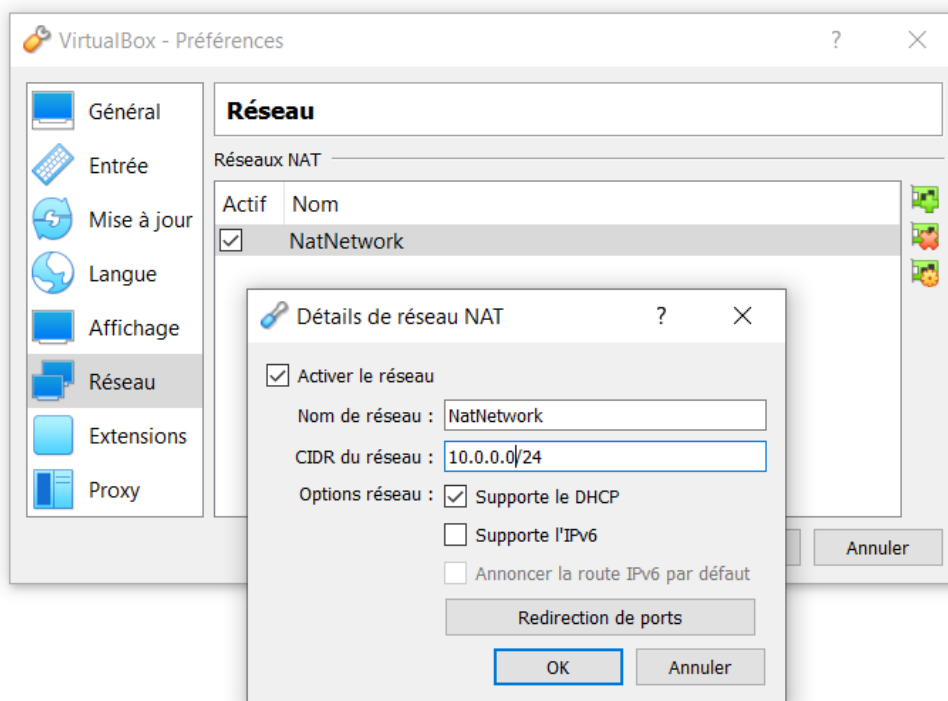 VirtualBox - Préférences
?
Général
Entrée
Mise à jour
Langue
Affichage
Réseau
Extensions
Proxy
Réseau
Réseaux NAT
Actif Nom
NatNetwork
Annuler
Détails de réseau NAT
?
Activer le réseau
Nom de réseau : NatNetwork
CIDR du réseau : 10.0.0.0/24
Options réseau : Supporte le DHCP
Supporte l'IPv6
Annoncer la route IPv6 par défaut
Redirection de ports
OK Annuler